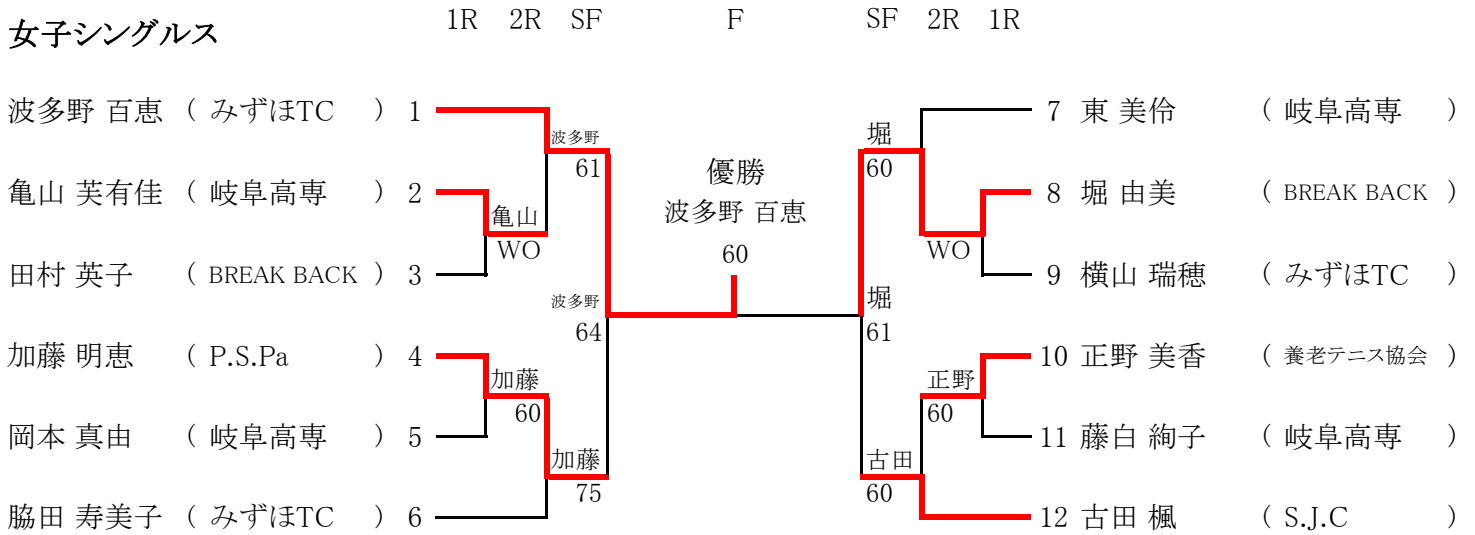 女子シングルス
1R 2R SF F SF 2R 1R
波多野 百恵 ( みずほTC ) 1
亀山 芙有佳 ( 岐阜高専 ) 2
田村 英子 ( BREAK BACK ) 3
加藤 明恵 ( P.S.Pa ) 4
岡本 真由 ( 岐阜高専 ) 5
脇田 寿美子 ( みずほTC ) 6
亀山
WO
加藤
60
波多野
61
加藤
75
波多野
64
優勝
波多野 百恵
60
堀
61
堀
60
古田
60
WO
正野
60
7 東 美伶 ( 岐阜高専 )
8 堀 由美 ( BREAK BACK )
9 横山 瑞穂 ( みずほTC )
10 正野 美香 ( 養老テニス協会 )
11 藤白 絢子 ( 岐阜高専 )
12 古田 楓 ( S.J.C )